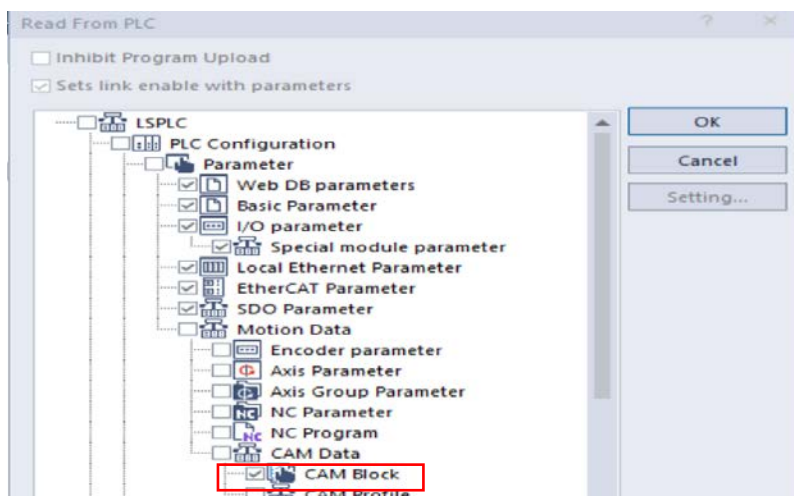 Read From PLC
Inhibit Program Upload
Sets link enable with parameters
LSPLC
OK
PLC Configuration
Parameter
Cancel
Web DB parameters
Basic Parameter
Setting...
I/O parameter
Special module parameter
Local Ethernet Parameter
EtherCAT Parameter
SDO Parameter
Motion Data
Encoder parameter
Axis Parameter
Axis Group Parameter
NC Parameter
NC Program
CAM Data
CAM Block
CAM Profile